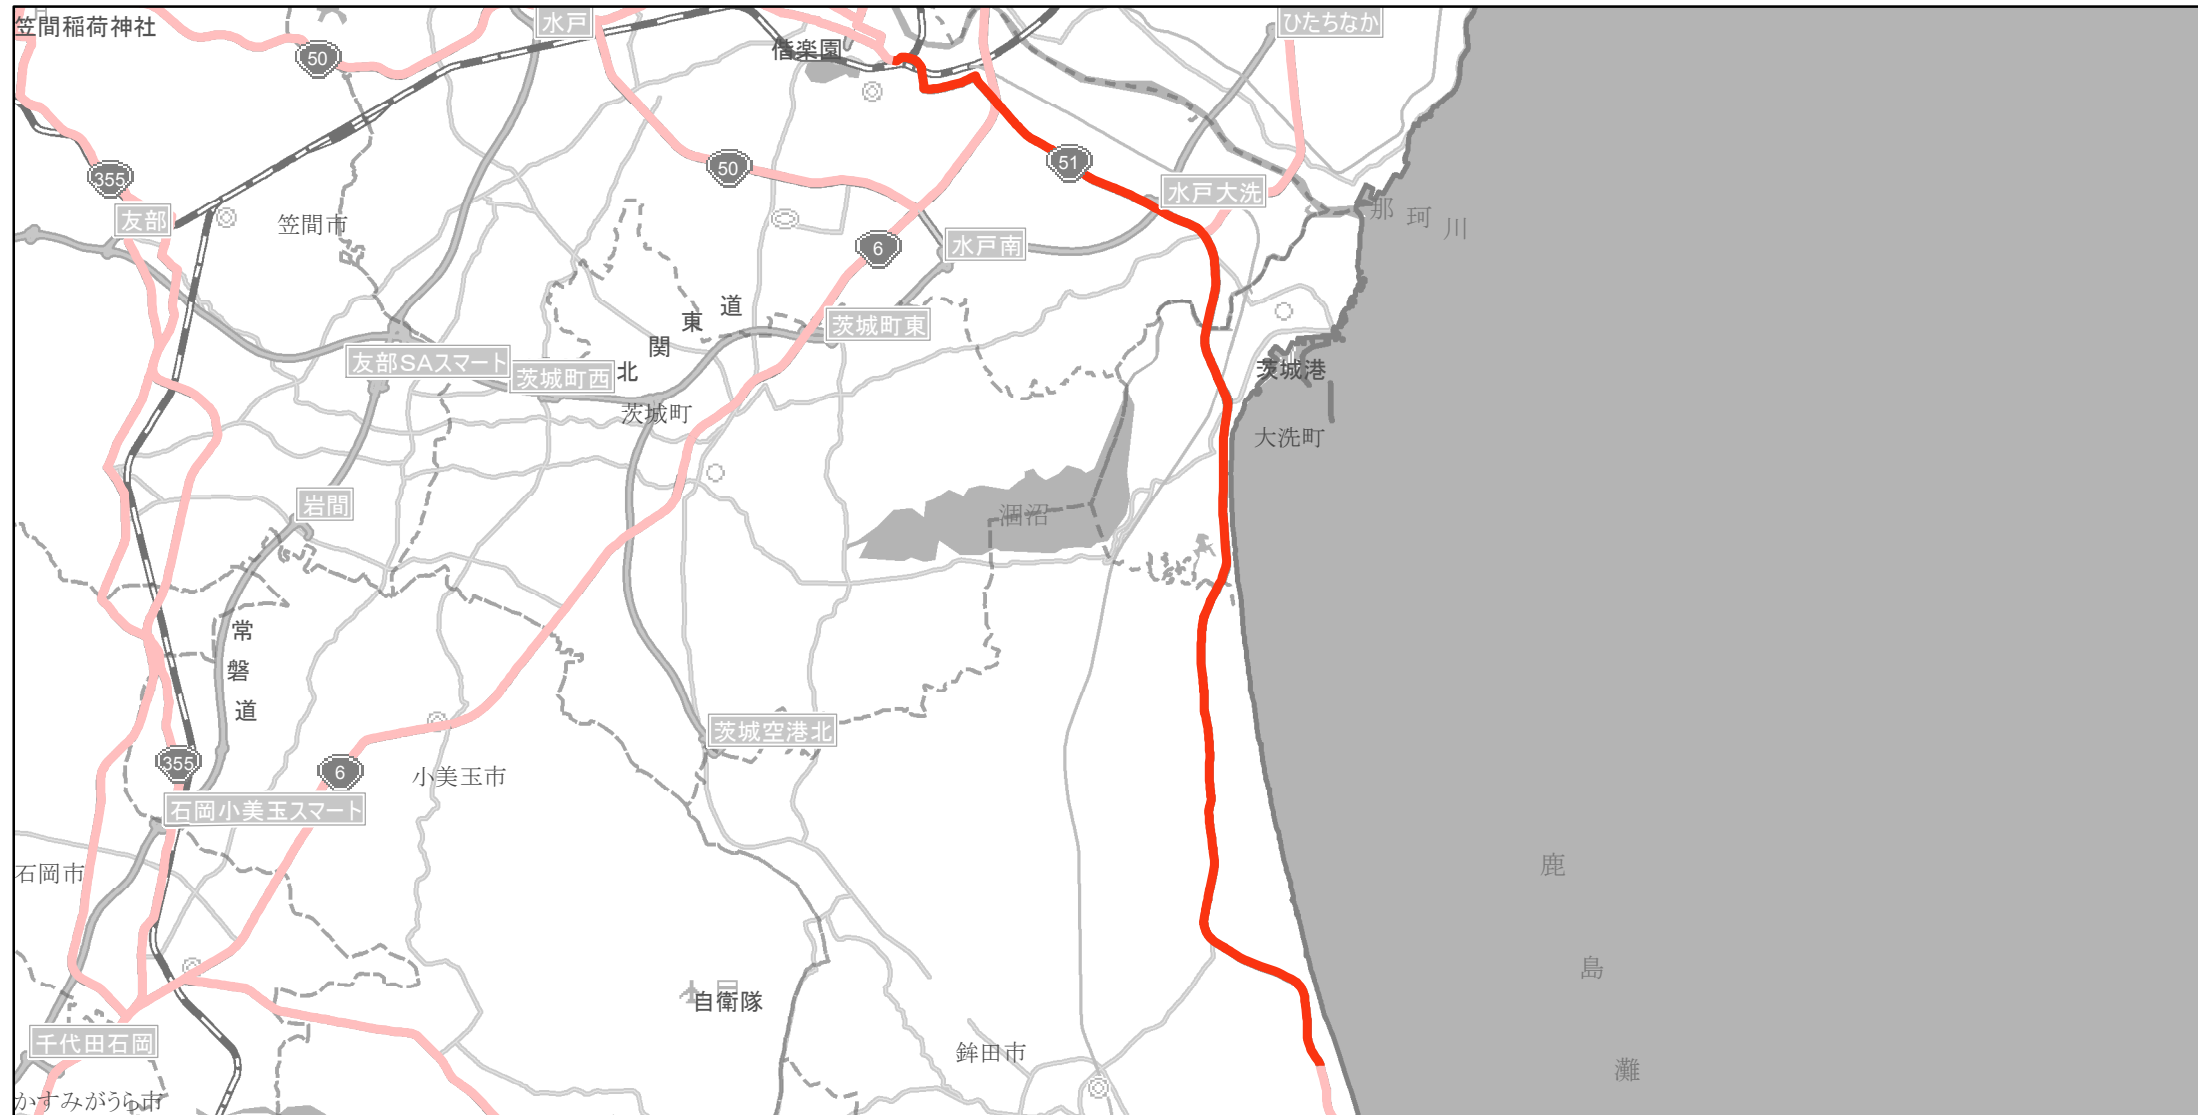 笠間稲荷神社
水戸
ひたちなか
偕楽園
50
51
50
355
水戸大洗
那珂川
友部
笠間市
6
水戸南
北関東道
茨城町東
友部SAスマート
茨城町西
茨城港
茨城町
大洗町
岩間
涸沼
常磐道
茨城空港北
355
6
小美玉市
石岡小美玉スマート
石岡市
鹿島灘
自衛隊
千代田石岡
鉾田市
かすみがうら市